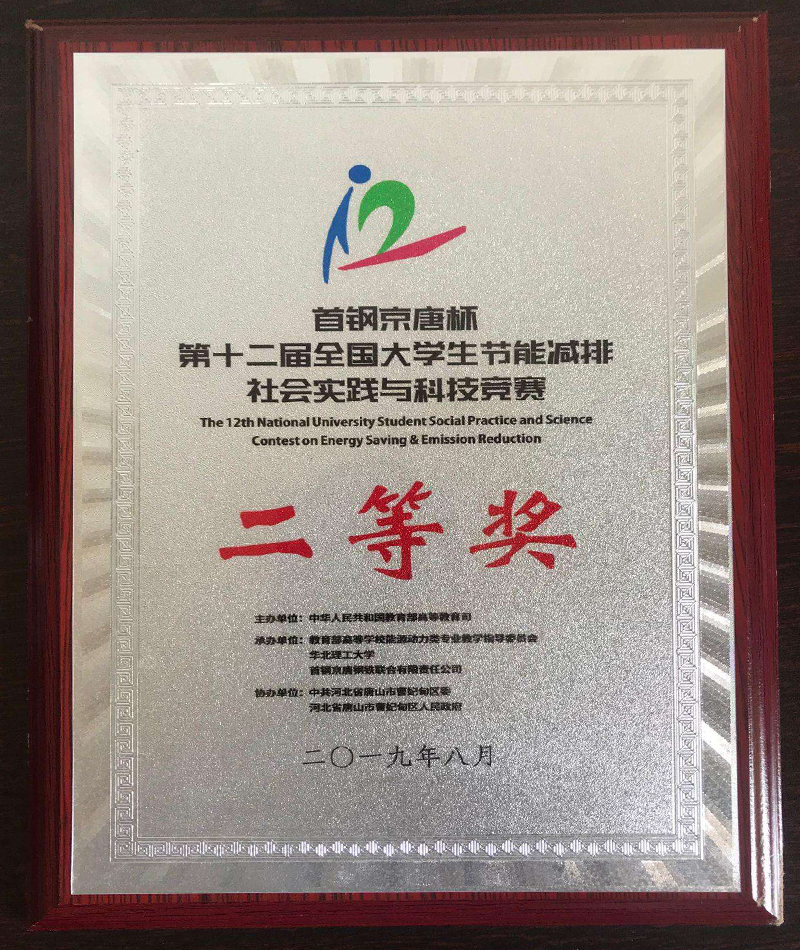 首钢京唐杯
第十二届全国大学生节能减排
社会实践与科技竞赛
The 12th National University Student Social Practice and Science
Contest on Energy Saving & Emission Reduction
二等奖
主办单位：中华人民共和国教育部高等教育司
承办单位：教育部高等学校能源动力类专业教学指导委员会
华北理工大学
首钢京唐钢铁联合有限责任公司
协办单位：中共河北省唐山市曹妃甸区委
河北省唐山市曹妃甸区人民政府
二〇一九年八月